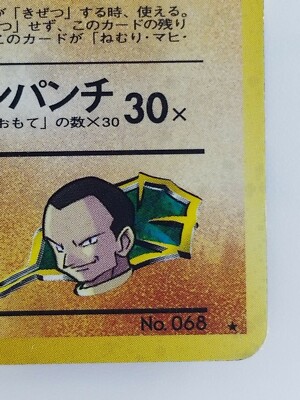 が「きぜつ」する時、使える。
つ」せず、このカードの残り
このカードが「ねむり・マヒ・
ンパンチ 30×
おもて」の数×30
No. 068 ★